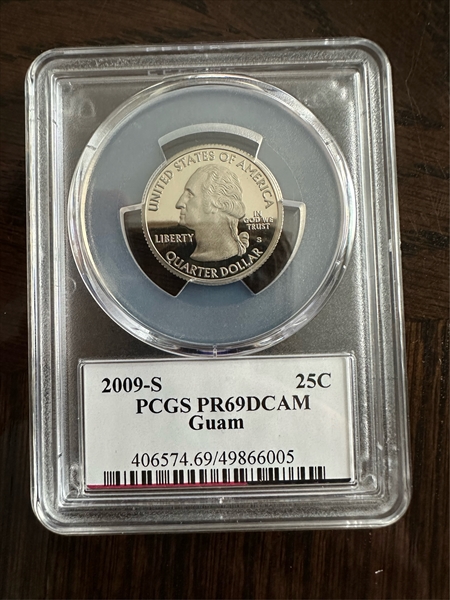 UNITED STATES OF AMERICA
LIBERTY
IN
GOD WE
TRUST
S
QUARTER DOLLAR
2009-S 25C
PCGS PR69DCAM
Guam
406574.69/49866005